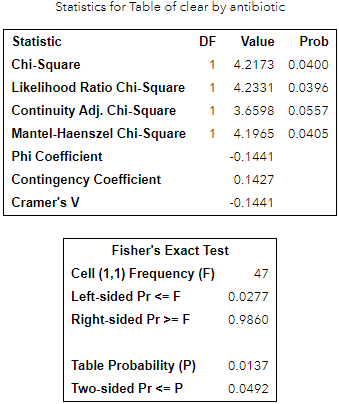 Statistics for Table of clear by antibiotic
Statistic DF Value Prob
Chi-Square 1 4.2173 0.0400
Likelihood Ratio Chi-Square 1 4.2331 0.0396
Continuity Adj. Chi-Square 1 3.6598 0.0557
Mantel-Haenszel Chi-Square 1 4.1965 0.0405
Phi Coefficient -0.1441
Contingency Coefficient 0.1427
Cramer's V -0.1441
Fisher's Exact Test
Cell (1,1) Frequency (F) 47
Left-sided Pr <= F 0.0277
Right-sided Pr >= F 0.9860
Table Probability (P) 0.0137
Two-sided Pr <= P 0.0492